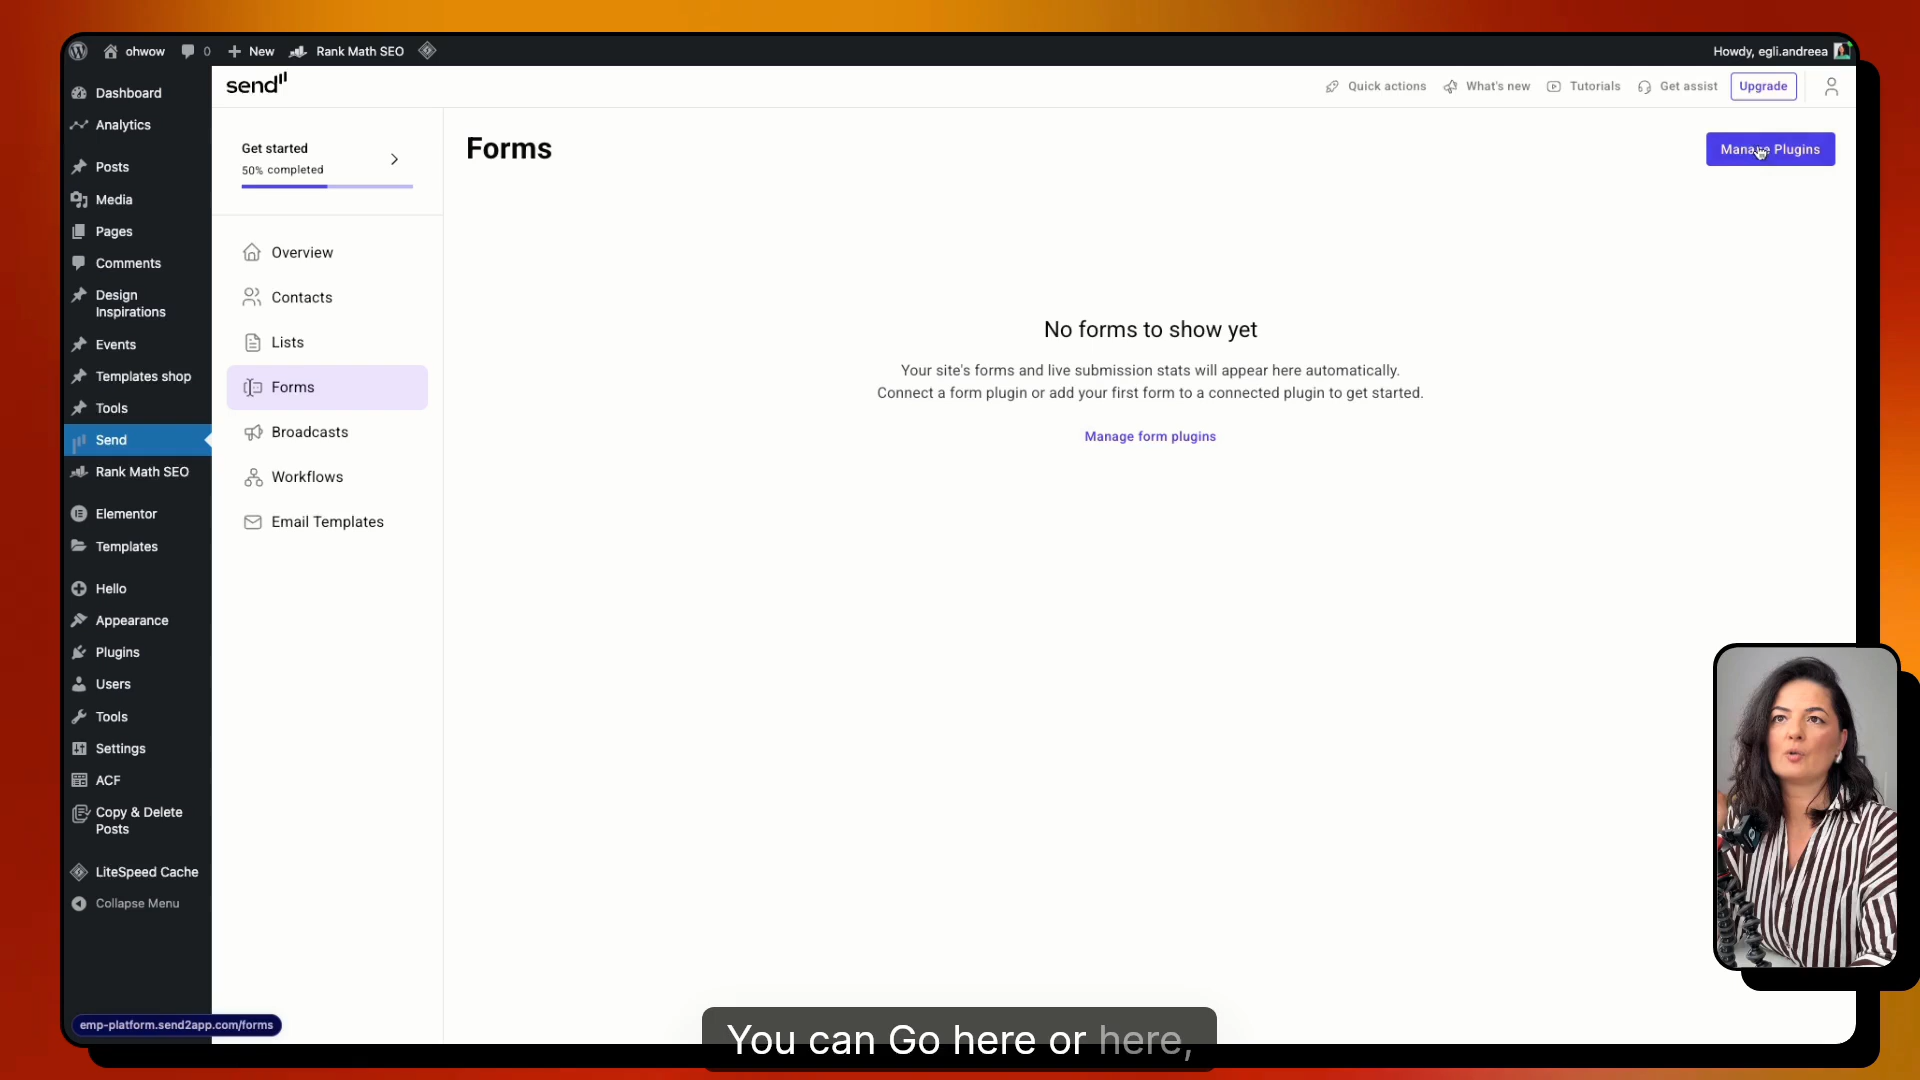 ohwow
0
New
Rank Math SEO
Howdy, egli.andreea
Dashboard
Analytics
Posts
Media
Pages
Comments
Design
Inspirations
Events
Templates shop
Tools
Send
Rank Math SEO
Elementor
Templates
Hello
Appearance
Plugins
Users
Tools
Settings
ACF
Copy & Delete
Posts
LiteSpeed Cache
Collapse Menu
emp-platform.send2app.com/forms
send
Quick actions
What's new
Tutorials
Get assist
Upgrade
Get started
50% completed
Overview
Contacts
Lists
Forms
Broadcasts
Workflows
Email Templates
Forms
Manage Plugins
No forms to show yet
Your site's forms and live submission stats will appear here automatically.
Connect a form plugin or add your first form to a connected plugin to get started.
Manage form plugins
You can Go here or here,